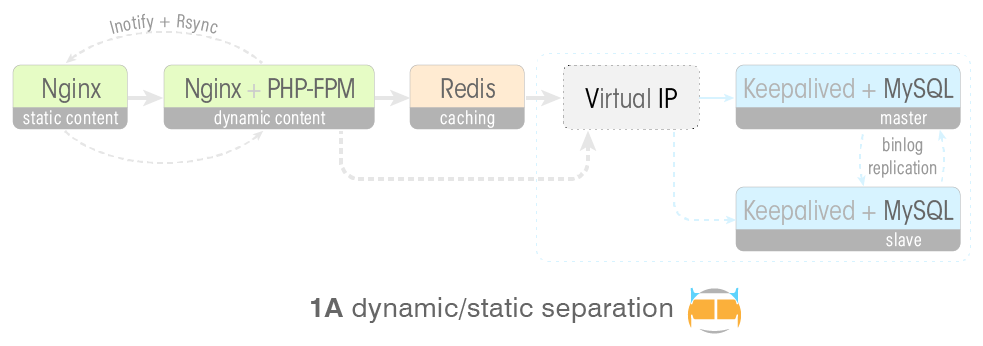 Inotify + Rsync
Nginx
static content
Nginx + PHP-FPM
dynamic content
Redis
caching
Virtual IP
Keepalived + MySQL
master
binlog
replication
Keepalived + MySQL
slave
1A dynamic/static separation